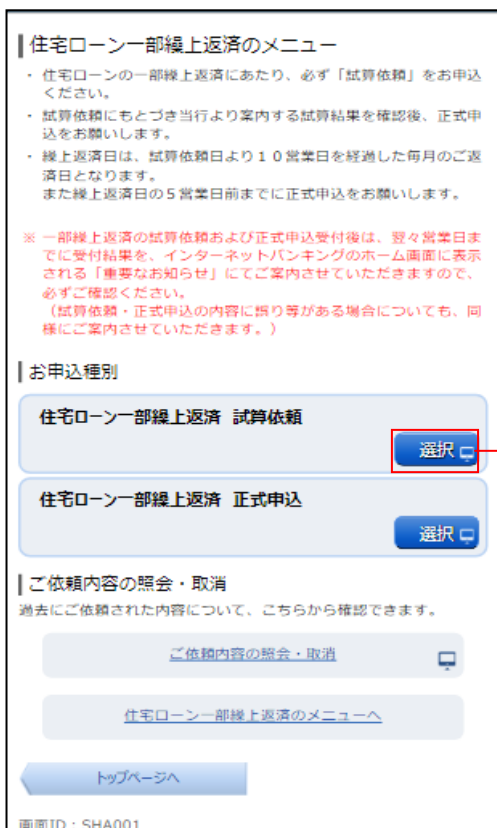 住宅ローン一部繰上返済のメニュー
・ 住宅ローンの一部繰上返済にあたり、必ず「試算依頼」をお申込
ください。
・ 試算依頼にもとづき当行より案内する試算結果を確認後、正式申
込をお願いします。
・ 繰上返済日は、試算依頼日より１０営業日を経過した毎月のご返
済日となります。
また繰上返済日の５営業日前までに正式申込をお願いします。
※ 一部繰上返済の試算依頼および正式申込受付後は、翌々営業日ま
でに受付結果を、インターネットバンキングのホーム画面に表示
される「重要なお知らせ」にてご案内させていただきますので、
必ずご確認ください。
（試算依頼・正式申込の内容に誤り等がある場合についても、同
様にご案内させていただきます。）
お申込種別
住宅ローン一部繰上返済 試算依頼
選択
住宅ローン一部繰上返済 正式申込
選択
ご依頼内容の照会・取消
過去にご依頼された内容について、こちらから確認できます。
ご依頼内容の照会・取消
住宅ローン一部繰上返済のメニューへ
トップページへ
画面ID：SHA001